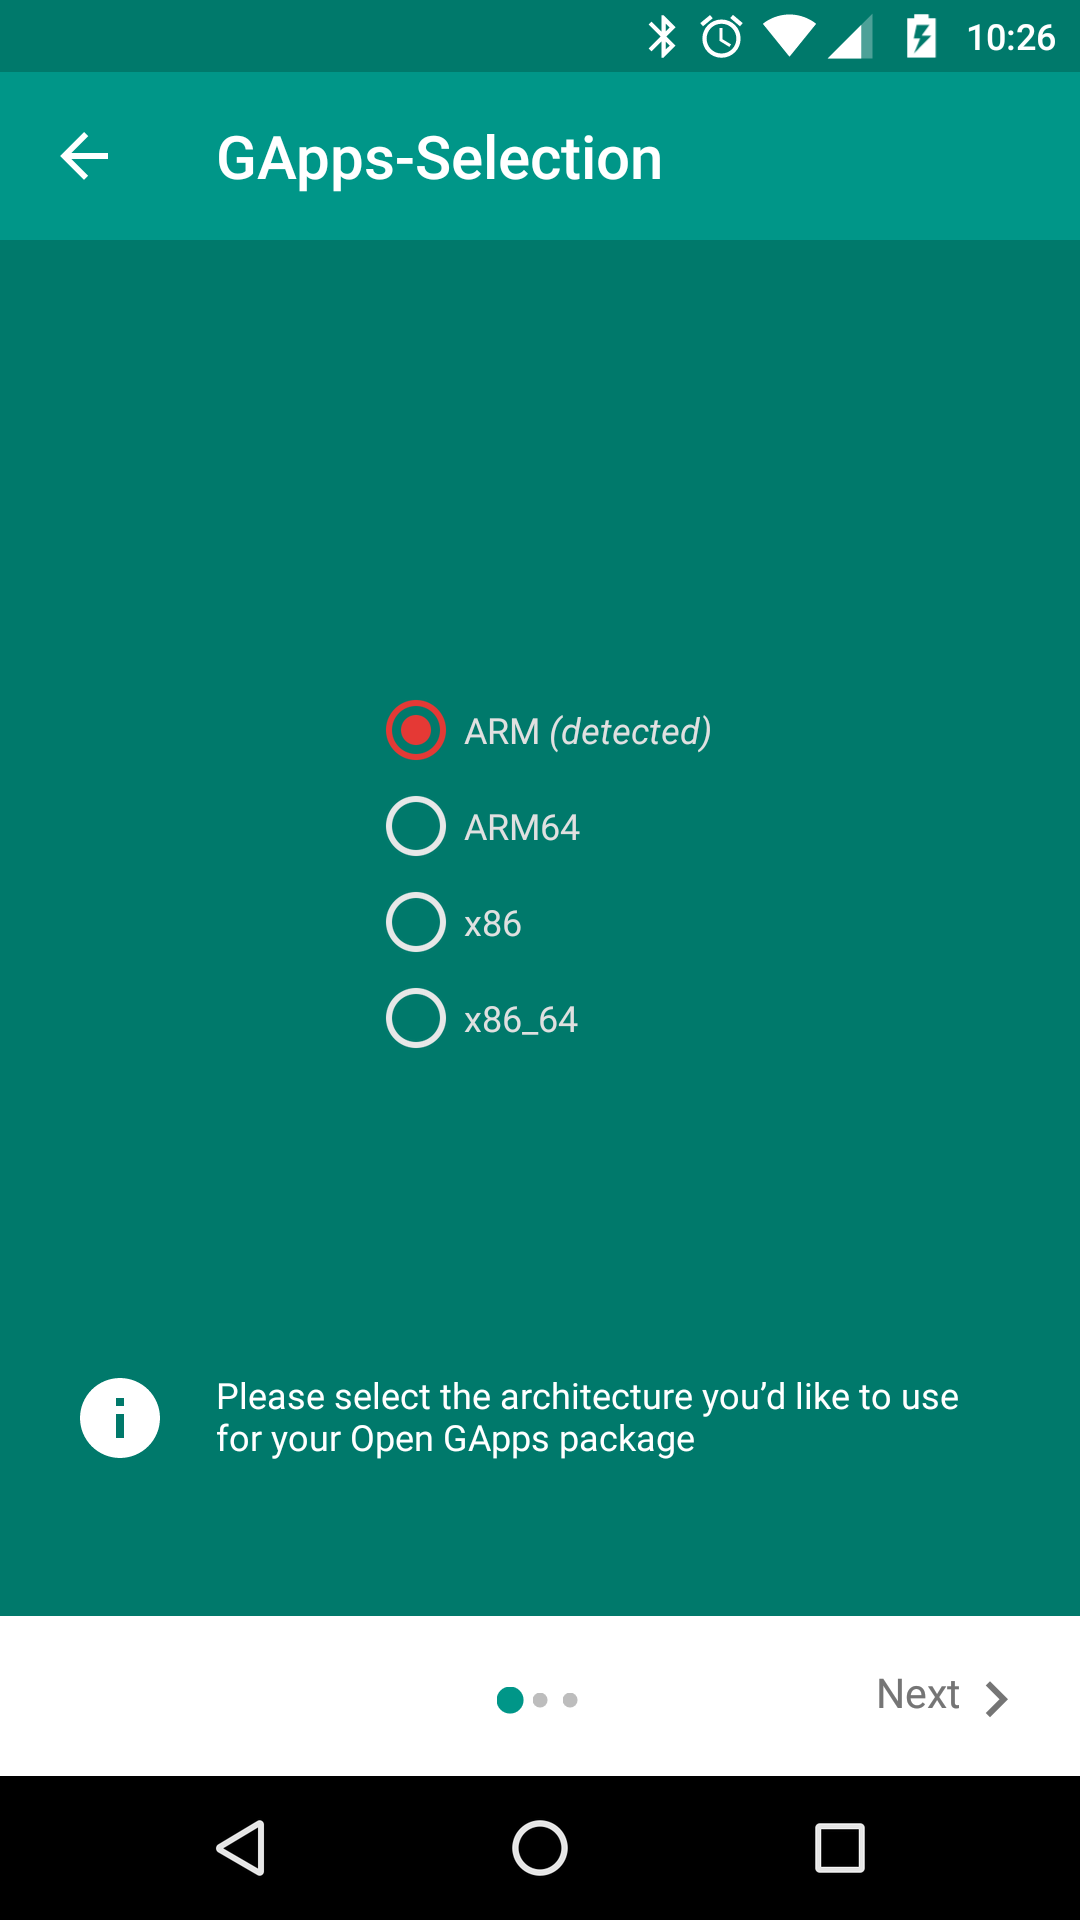 10:26
GApps-Selection
ARM (detected)
ARM64
x86
x86_64
Please select the architecture you’d like to use
for your Open GApps package
Next